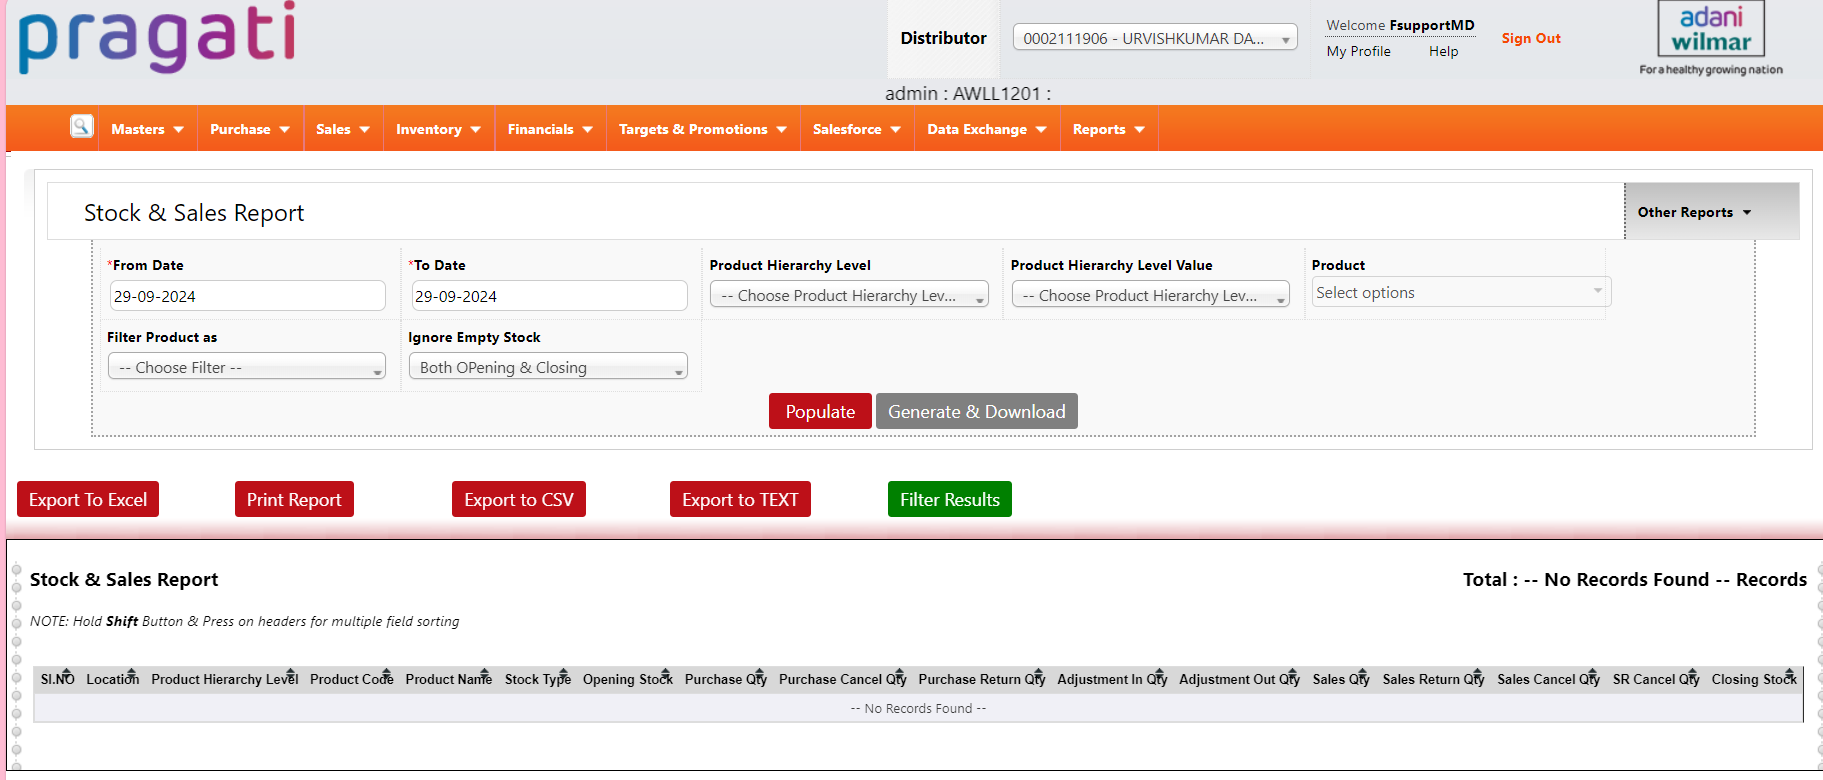 pragati
Distributor
0002111906 - URVISHKUMAR DA...
Welcome FsupportMD
My Profile Help
Sign Out
adani
wilmar
For a healthy growing nation
admin : AWLL1201 :
Masters Purchase Sales Inventory Financials Targets & Promotions Salesforce Data Exchange Reports
Stock & Sales Report
Other Reports
*From Date *To Date Product Hierarchy Level Product Hierarchy Level Value Product
29-09-2024 29-09-2024 -- Choose Product Hierarchy Lev... -- Choose Product Hierarchy Lev... Select options
Filter Product as Ignore Empty Stock
-- Choose Filter -- Both OPening & Closing
Populate Generate & Download
Export To Excel Print Report Export to CSV Export to TEXT Filter Results
Stock & Sales Report Total : -- No Records Found -- Records
NOTE: Hold Shift Button & Press on headers for multiple field sorting
SI.NO Location Product Hierarchy Level Product Code Product Name Stock Type Opening Stock Purchase Qty Purchase Cancel Qty Purchase Return Qty Adjustment In Qty Adjustment Out Qty Sales Qty Sales Return Qty Sales Cancel Qty SR Cancel Qty Closing Stock
-- No Records Found --